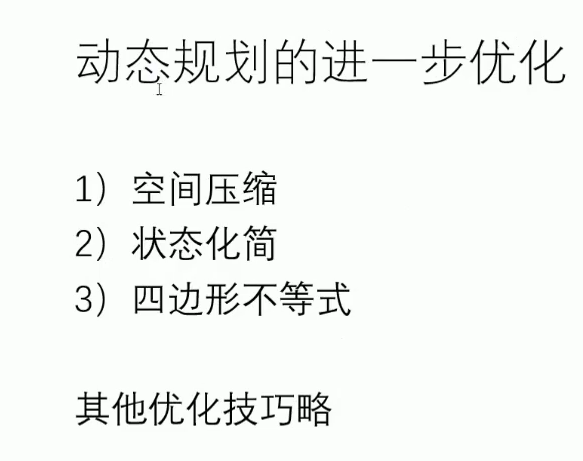 动态规划的进一步优化
1）空间压缩
2）状态化简
3）四边形不等式
其他优化技巧略